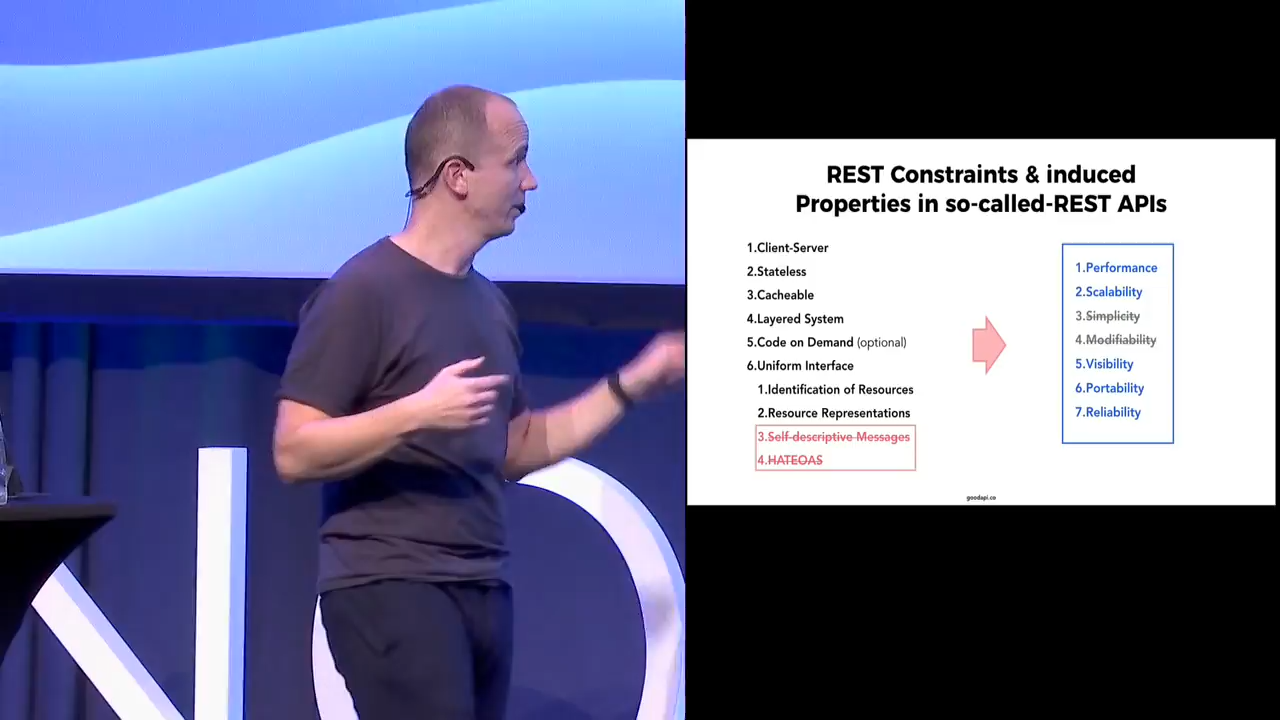 REST Constraints & induced
Properties in so-called-REST APIs
1.Client-Server
2.Stateless
3.Cacheable
4.Layered System
5.Code on Demand (optional)
6.Uniform Interface
1.Identification of Resources
2.Resource Representations
3.Self-descriptive Messages
4.HATEOAS
1.Performance
2.Scalability
3.Simplicity
4.Modifiability
5.Visibility
6.Portability
7.Reliability
goodapi.co